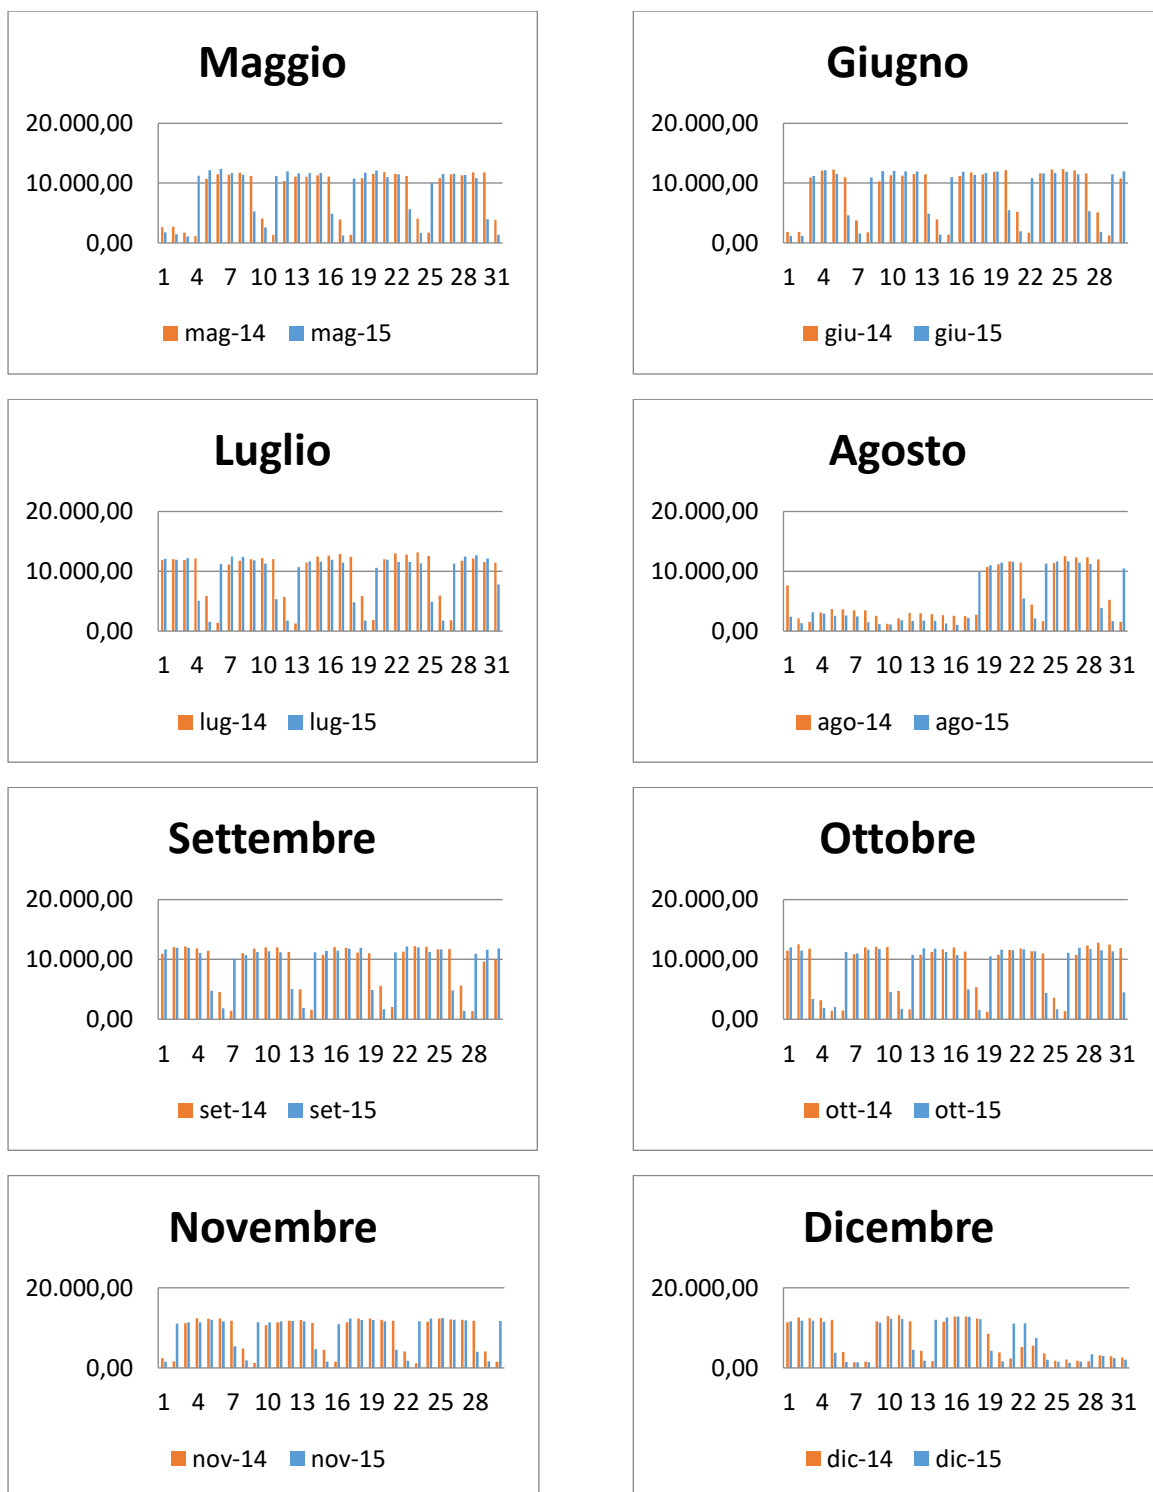 Maggio
20.000,00
10.000,00
0,00
1 4 7 10 13 16 19 22 25 28 31
mag-14 mag-15
Giugno
20.000,00
10.000,00
0,00
1 4 7 10 13 16 19 22 25 28
giu-14 giu-15
Luglio
20.000,00
10.000,00
0,00
1 4 7 10 13 16 19 22 25 28 31
lug-14 lug-15
Agosto
20.000,00
10.000,00
0,00
1 4 7 10 13 16 19 22 25 28 31
ago-14 ago-15
Settembre
20.000,00
10.000,00
0,00
1 4 7 10 13 16 19 22 25 28
set-14 set-15
Ottobre
20.000,00
10.000,00
0,00
1 4 7 10 13 16 19 22 25 28 31
ott-14 ott-15
Novembre
20.000,00
0,00
1 4 7 10 13 16 19 22 25 28
nov-14 nov-15
Dicembre
20.000,00
0,00
1 4 7 10 13 16 19 22 25 28 31
dic-14 dic-15